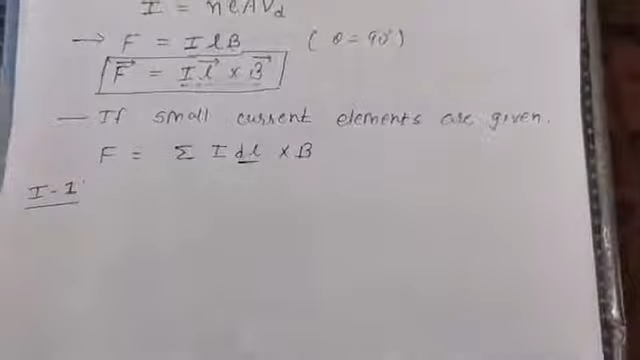 I = neAVd
→ F = IlB (θ = 90°)
F⃗ = I l⃗ × B⃗
— If small current elements are given.
F = Σ I dl × B
I - 1